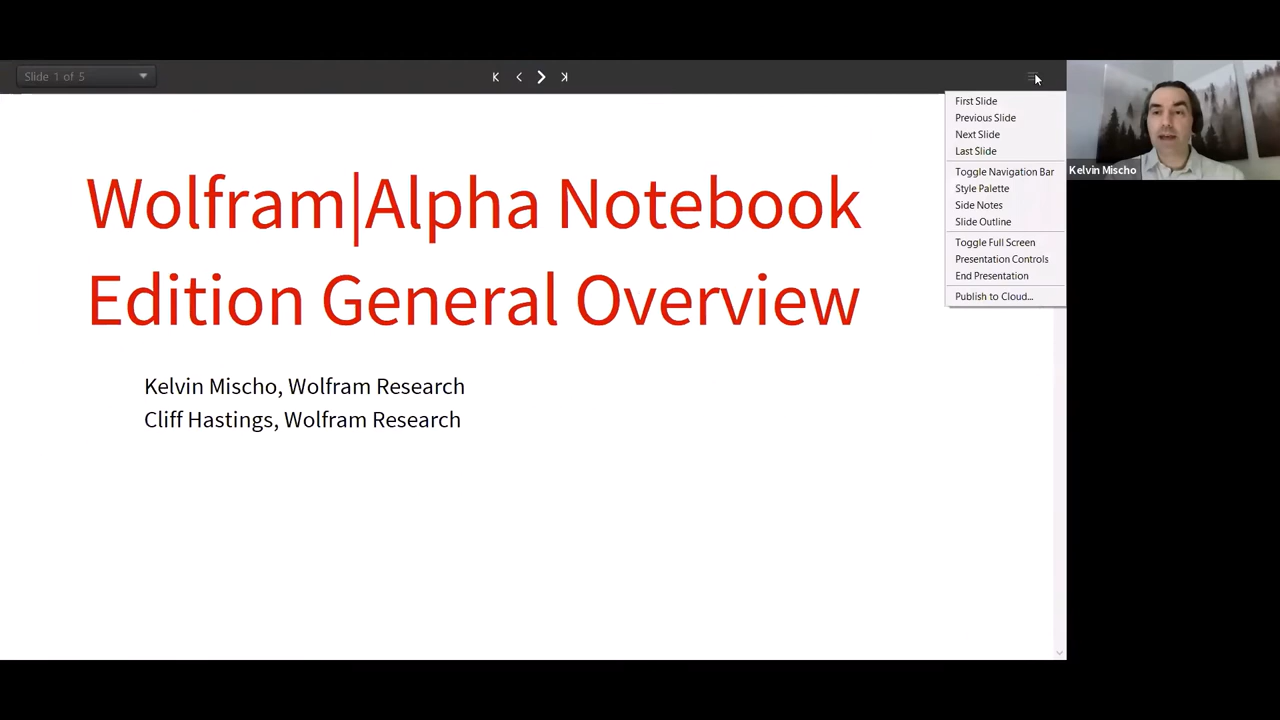 Slide 1 of 5
First Slide
Previous Slide
Next Slide
Last Slide
Toggle Navigation Bar
Style Palette
Side Notes
Slide Outline
Toggle Full Screen
Presentation Controls
End Presentation
Publish to Cloud...
Kelvin Mischo
Wolfram|Alpha Notebook
Edition General Overview
Kelvin Mischo, Wolfram Research
Cliff Hastings, Wolfram Research